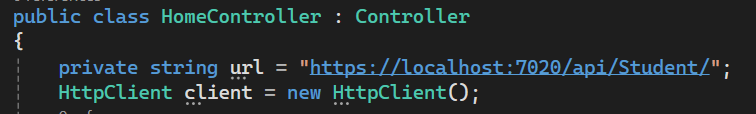 public class HomeController : Controller
{
private string url = "https://localhost:7020/api/Student/";
HttpClient client = new HttpClient();